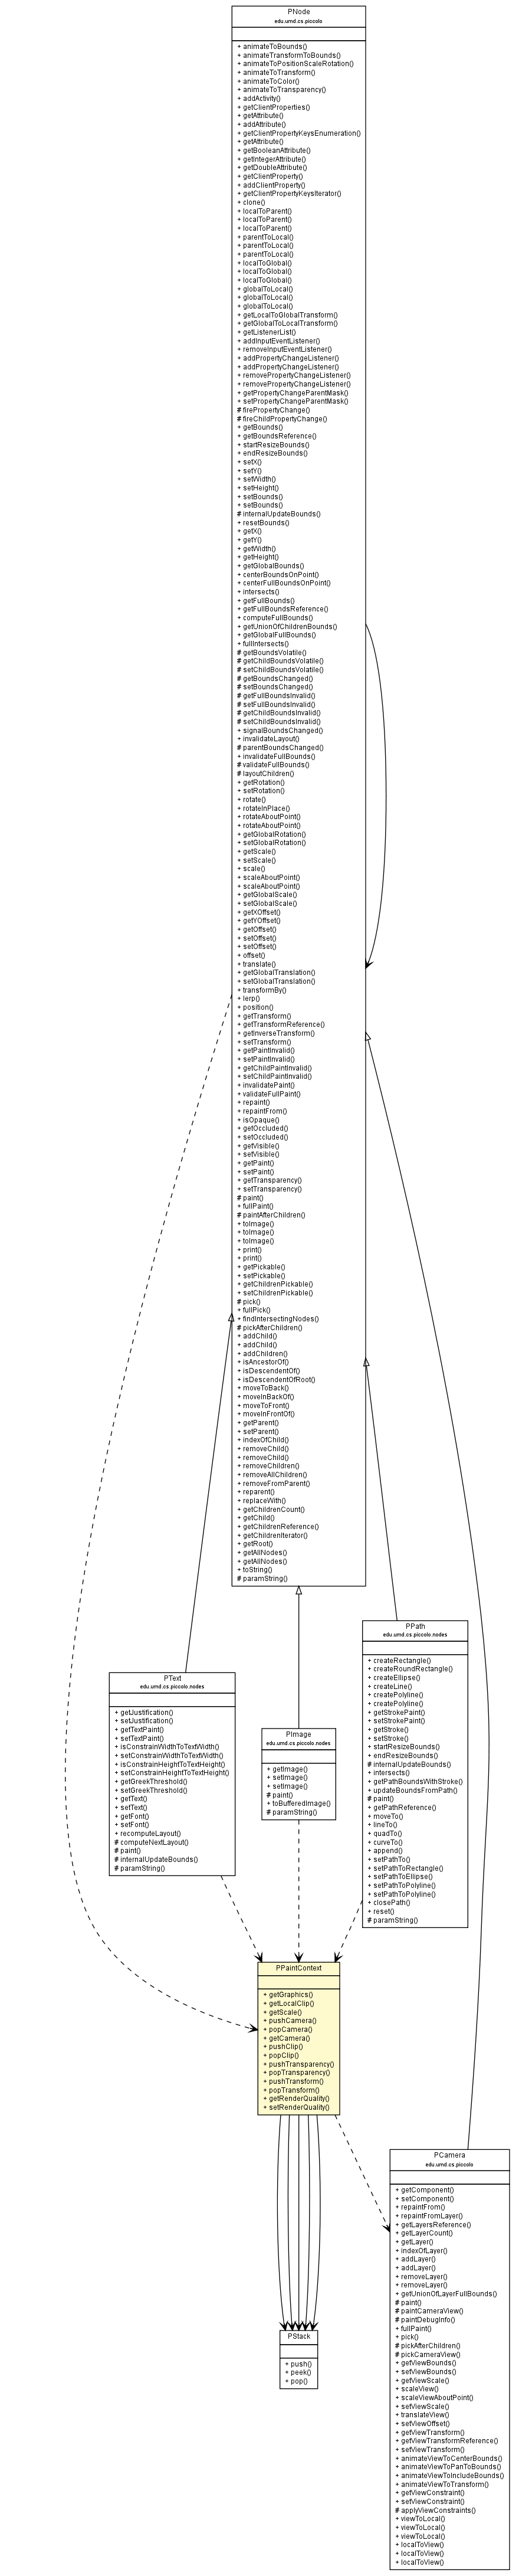 PNode
edu.umd.cs.piccolo
+ animateToBounds()
+ animateTransformToBounds()
+ animateToPositionScaleRotation()
+ animateToTransform()
+ animateToColor()
+ animateToTransparency()
+ addActivity()
+ getClientProperties()
+ getAttribute()
+ addAttribute()
+ getClientPropertyKeysEnumeration()
+ getAttribute()
+ getBooleanAttribute()
+ getIntegerAttribute()
+ getDoubleAttribute()
+ getClientProperty()
+ addClientProperty()
+ getClientPropertyKeysIterator()
+ clone()
+ localToParent()
+ localToParent()
+ localToParent()
+ parentToLocal()
+ parentToLocal()
+ parentToLocal()
+ localToGlobal()
+ localToGlobal()
+ localToGlobal()
+ globalToLocal()
+ globalToLocal()
+ globalToLocal()
+ getLocalToGlobalTransform()
+ getGlobalToLocalTransform()
+ getListenerList()
+ addInputEventListener()
+ removeInputEventListener()
+ addPropertyChangeListener()
+ addPropertyChangeListener()
+ removePropertyChangeListener()
+ removePropertyChangeListener()
+ getPropertyChangeParentMask()
+ setPropertyChangeParentMask()
# firePropertyChange()
# fireChildPropertyChange()
+ getBounds()
+ getBoundsReference()
+ startResizeBounds()
+ endResizeBounds()
+ setX()
+ setY()
+ setWidth()
+ setHeight()
+ setBounds()
+ setBounds()
# internalUpdateBounds()
+ resetBounds()
+ getX()
+ getY()
+ getWidth()
+ getHeight()
+ getGlobalBounds()
+ centerBoundsOnPoint()
+ centerFullBoundsOnPoint()
+ intersects()
+ getFullBounds()
+ getFullBoundsReference()
+ computeFullBounds()
+ getUnionOfChildrenBounds()
+ getGlobalFullBounds()
+ fullIntersects()
# getBoundsVolatile()
# getChildBoundsVolatile()
# setChildBoundsVolatile()
# getBoundsChanged()
# setBoundsChanged()
# getFullBoundsInvalid()
# setFullBoundsInvalid()
# getChildBoundsInvalid()
# setChildBoundsInvalid()
+ signalBoundsChanged()
+ invalidateLayout()
# parentBoundsChanged()
+ invalidateFullBounds()
# validateFullBounds()
# layoutChildren()
+ getRotation()
+ setRotation()
+ rotate()
+ rotateInPlace()
+ rotateAboutPoint()
+ rotateAboutPoint()
+ getGlobalRotation()
+ setGlobalRotation()
+ getScale()
+ setScale()
+ scale()
+ scaleAboutPoint()
+ scaleAboutPoint()
+ getGlobalScale()
+ setGlobalScale()
+ getXOffset()
+ getYOffset()
+ getOffset()
+ setOffset()
+ setOffset()
+ offset()
+ translate()
+ getGlobalTranslation()
+ setGlobalTranslation()
+ transformBy()
+ lerp()
+ position()
+ getTransform()
+ getTransformReference()
+ getInverseTransform()
+ setTransform()
+ getPaintInvalid()
+ setPaintInvalid()
+ getChildPaintInvalid()
+ setChildPaintInvalid()
+ invalidatePaint()
+ validateFullPaint()
+ repaint()
+ repaintFrom()
+ isOpaque()
+ getOccluded()
+ setOccluded()
+ getVisible()
+ setVisible()
+ getPaint()
+ setPaint()
+ getTransparency()
+ setTransparency()
# paint()
+ fullPaint()
# paintAfterChildren()
+ toImage()
+ toImage()
+ toImage()
+ print()
+ print()
+ getPickable()
+ setPickable()
+ getChildrenPickable()
+ setChildrenPickable()
# pick()
+ fullPick()
+ findIntersectingNodes()
# pickAfterChildren()
+ addChild()
+ addChild()
+ addChildren()
+ isAncestorOf()
+ isDescendentOf()
+ isDescendentOfRoot()
+ moveToBack()
+ moveInBackOf()
+ moveToFront()
+ moveInFrontOf()
+ getParent()
+ setParent()
+ indexOfChild()
+ removeChild()
+ removeChild()
+ removeChildren()
+ removeAllChildren()
+ removeFromParent()
+ reparent()
+ replaceWith()
+ getChildrenCount()
+ getChild()
+ getChildrenReference()
+ getChildrenIterator()
+ getRoot()
+ getAllNodes()
+ getAllNodes()
+ toString()
# paramString()
PText
edu.umd.cs.piccolo.nodes
+ getJustification()
+ setJustification()
+ getTextPaint()
+ setTextPaint()
+ isConstrainWidthToTextWidth()
+ setConstrainWidthToTextWidth()
+ isConstrainHeightToTextHeight()
+ setConstrainHeightToTextHeight()
+ getGreekThreshold()
+ setGreekThreshold()
+ getText()
+ setText()
+ getFont()
+ setFont()
+ recomputeLayout()
# computeNextLayout()
# paint()
# internalUpdateBounds()
# paramString()
PImage
edu.umd.cs.piccolo.nodes
+ getImage()
+ setImage()
+ setImage()
# paint()
+ toBufferedImage()
# paramString()
PPath
edu.umd.cs.piccolo.nodes
+ createRectangle()
+ createRoundRectangle()
+ createEllipse()
+ createLine()
+ createPolyline()
+ createPolyline()
+ getStrokePaint()
+ setStrokePaint()
+ getStroke()
+ setStroke()
+ startResizeBounds()
+ endResizeBounds()
# internalUpdateBounds()
+ intersects()
+ getPathBoundsWithStroke()
+ updateBoundsFromPath()
# paint()
+ getPathReference()
+ moveTo()
+ lineTo()
+ quadTo()
+ curveTo()
+ append()
+ setPathTo()
+ setPathToRectangle()
+ setPathToEllipse()
+ setPathToPolyline()
+ setPathToPolyline()
+ closePath()
+ reset()
# paramString()
PPaintContext
+ getGraphics()
+ getLocalClip()
+ getScale()
+ pushCamera()
+ popCamera()
+ getCamera()
+ pushClip()
+ popClip()
+ pushTransparency()
+ popTransparency()
+ pushTransform()
+ popTransform()
+ getRenderQuality()
+ setRenderQuality()
PCamera
edu.umd.cs.piccolo
+ getComponent()
+ setComponent()
+ repaintFrom()
+ repaintFromLayer()
+ getLayersReference()
+ getLayerCount()
+ getLayer()
+ indexOfLayer()
+ addLayer()
+ addLayer()
+ removeLayer()
+ removeLayer()
+ getUnionOfLayerFullBounds()
# paint()
# paintCameraView()
# paintDebugInfo()
+ fullPaint()
+ pick()
# pickAfterChildren()
# pickCameraView()
+ getViewBounds()
+ setViewBounds()
+ getViewScale()
+ scaleView()
+ scaleViewAboutPoint()
+ setViewScale()
+ translateView()
+ setViewOffset()
+ getViewTransform()
+ getViewTransformReference()
+ setViewTransform()
+ animateViewToCenterBounds()
+ animateViewToPanToBounds()
+ animateViewToIncludeBounds()
+ animateViewToTransform()
+ getViewConstraint()
+ setViewConstraint()
# applyViewConstraints()
+ viewToLocal()
+ viewToLocal()
+ viewToLocal()
+ localToView()
+ localToView()
+ localToView()
PStack
+ push()
+ peek()
+ pop()